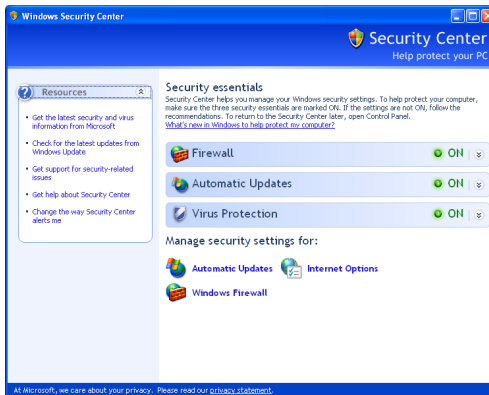 Windows Security Center
Security Center
Help protect your PC
Resources
• Get the latest security and virus
information from Microsoft
• Check for the latest updates from
Windows Update
• Get support for security-related
issues
• Get help about Security Center
• Change the way Security Center
alerts me
Security essentials
Security Center helps you manage your Windows security settings. To help protect your computer,
make sure the three security essentials are marked ON. If the settings are not ON, follow the
recommendations. To return to the Security Center later, open Control Panel.
What's new in Windows to help protect my computer?
Firewall ON
Automatic Updates ON
Virus Protection ON
Manage security settings for:
Automatic Updates Internet Options
Windows Firewall
At Microsoft, we care about your privacy. Please read our privacy statement.